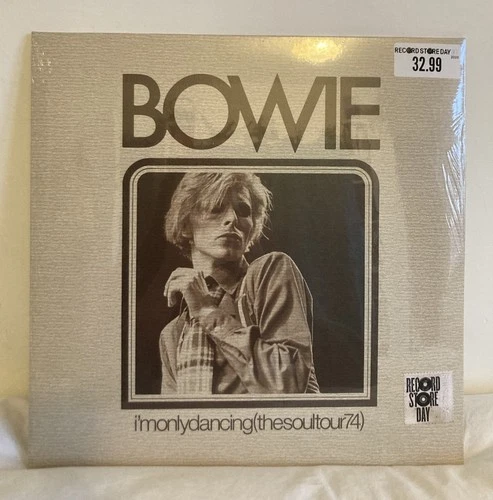 RECORD STORE DAY
32.99
BOWIE
i'monlydancing(thesoultour74)
RECORD
STORE
DAY